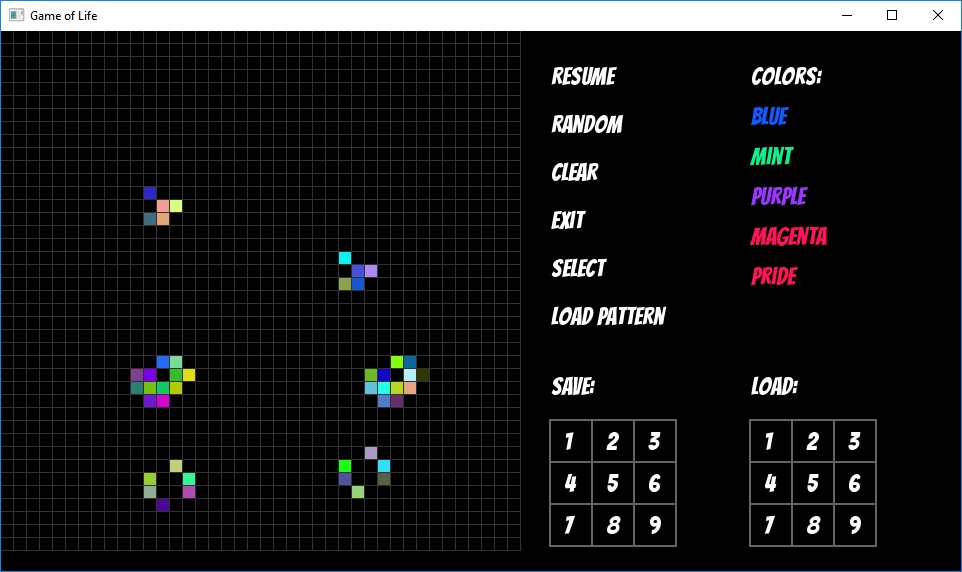 Game of Life
RESUME
RANDOM
CLEAR
EXIT
SELECT
LOAD PATTERN
COLORS:
BLUE
MINT
PURPLE
MAGENTA
PRIDE
SAVE:
1 2 3
4 5 6
7 8 9
LOAD:
1 2 3
4 5 6
7 8 9